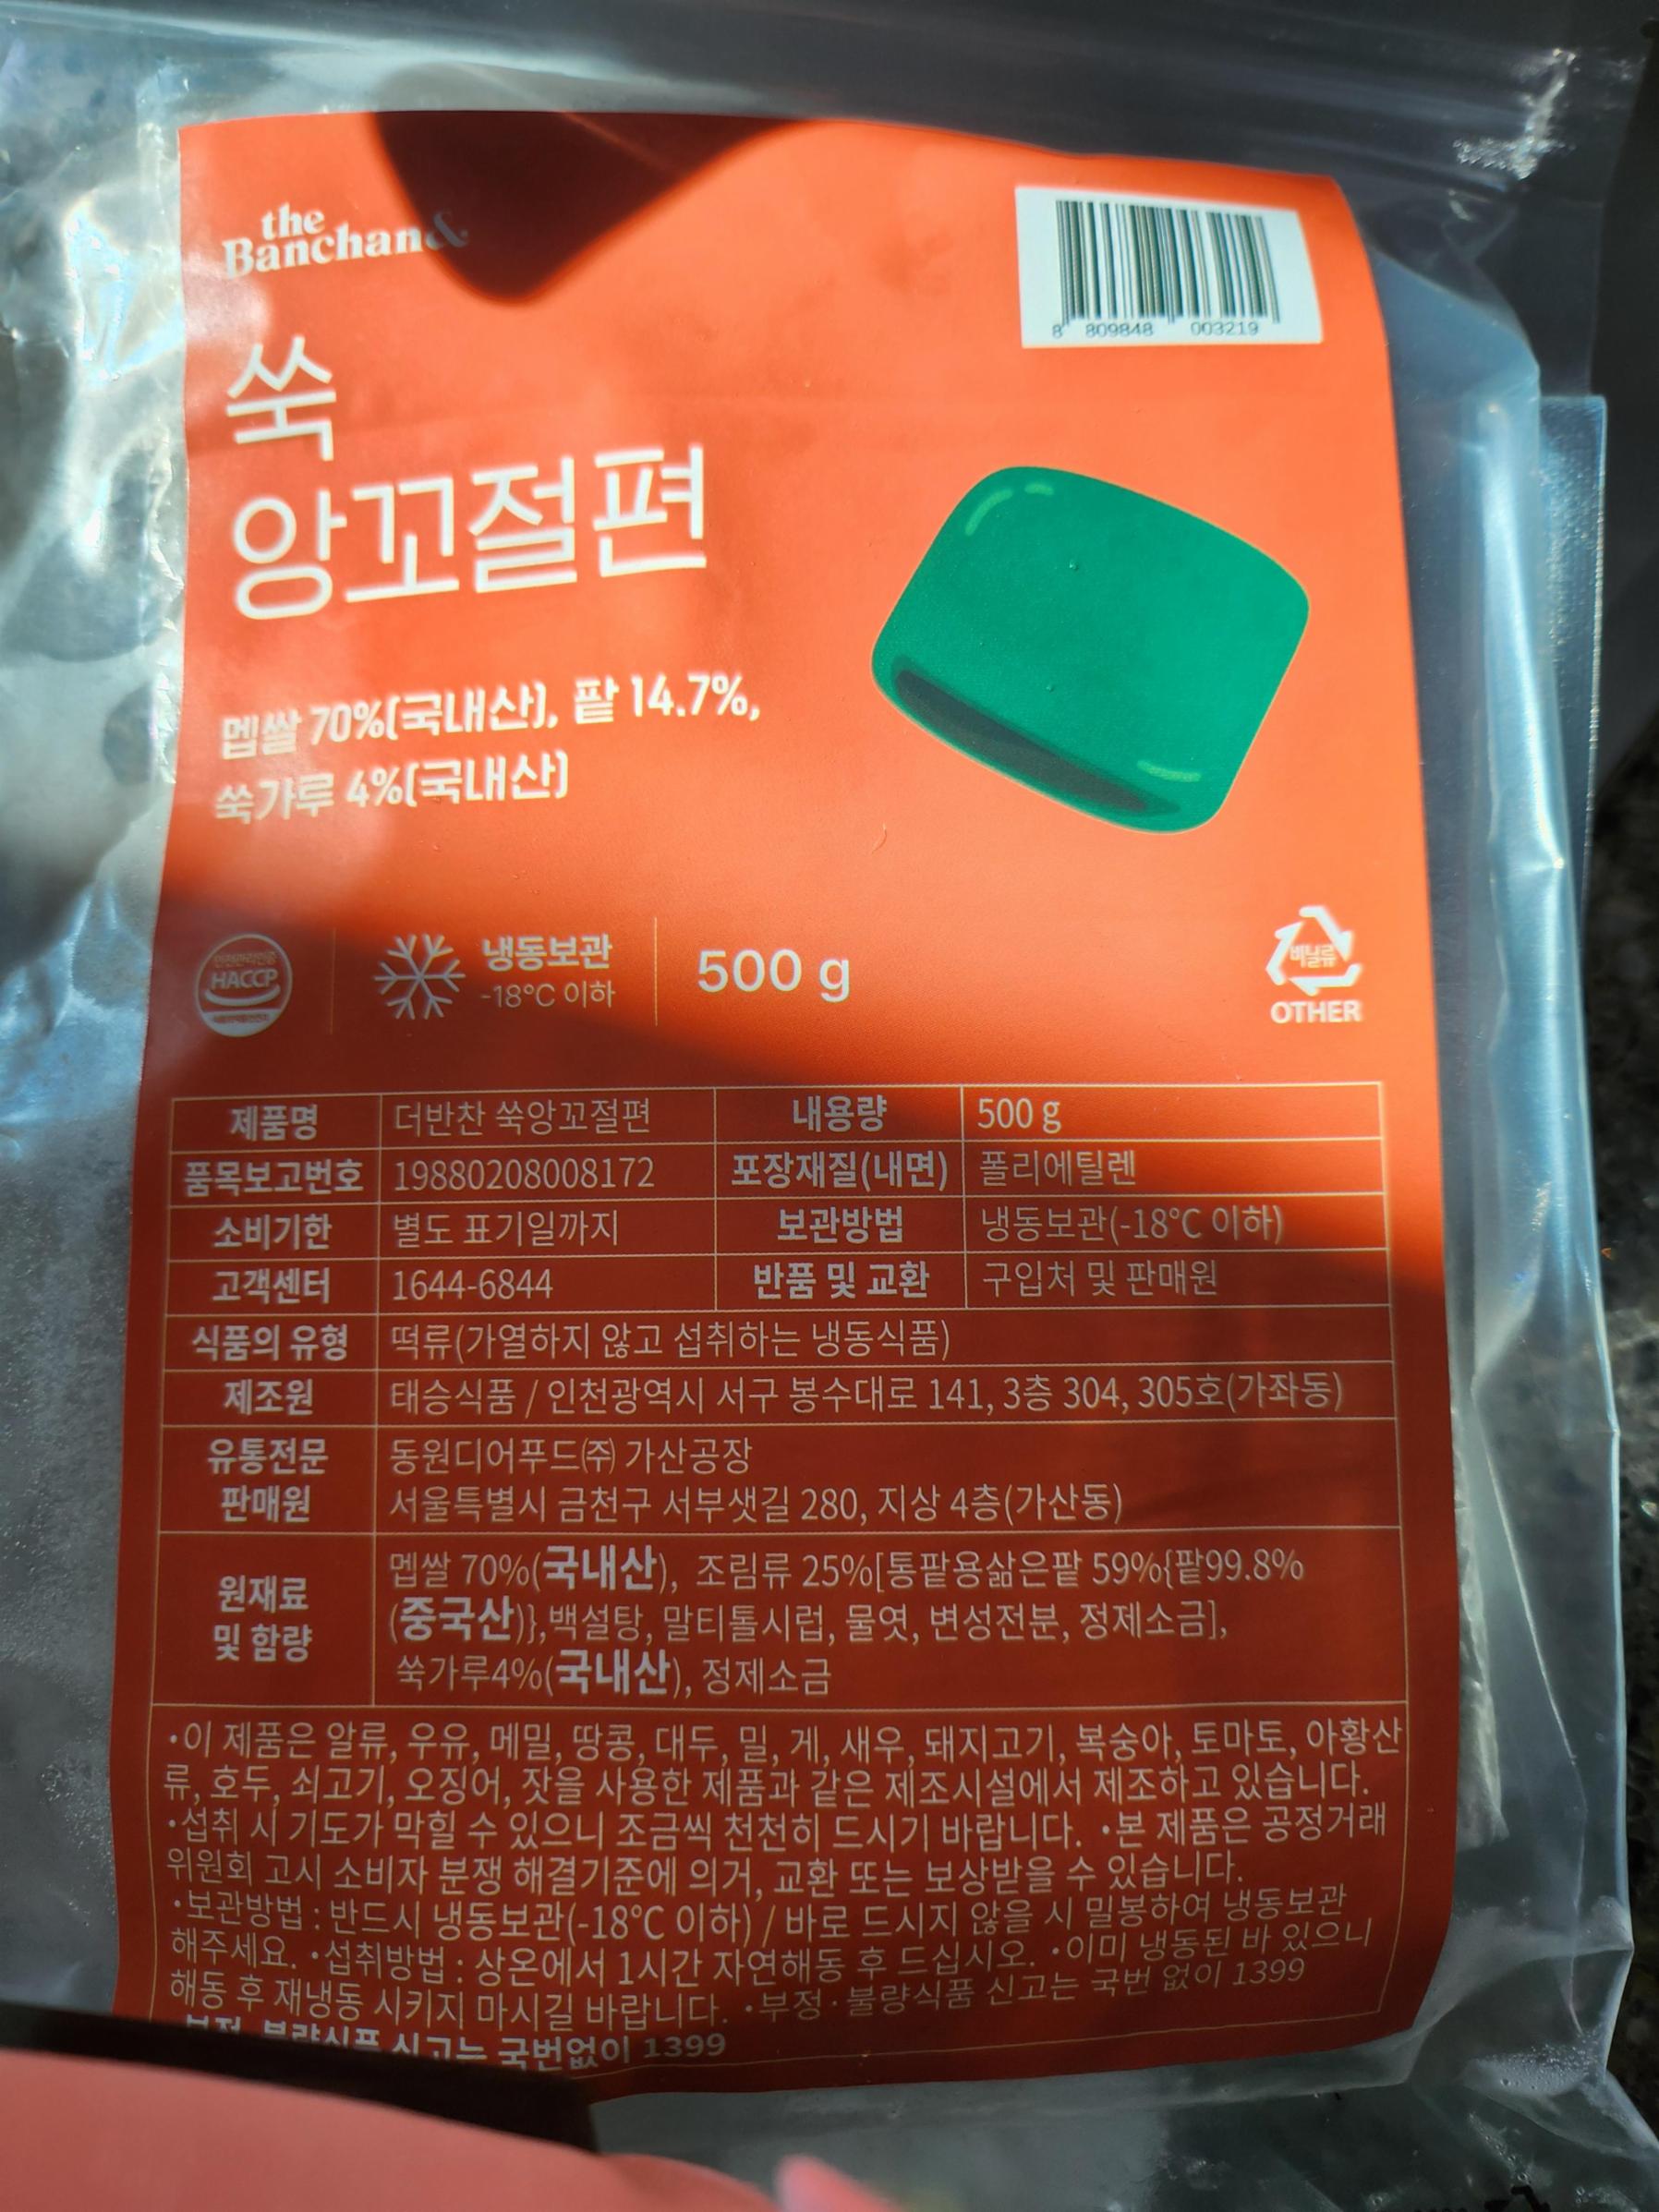 the
Banchan&
8 809848 003219
쑥
앙꼬절편
멥쌀 70%(국내산), 팥 14.7%,
쑥가루 4%(국내산)
HACCP
냉동보관
-18°C 이하
500 g
비닐류
OTHER
제품명 더반찬 쑥앙꼬절편 내용량 500 g
품목보고번호 19880208008172 포장재질(내면) 폴리에틸렌
소비기한 별도 표기일까지 보관방법 냉동보관(-18°C 이하)
고객센터 1644-6844 반품 및 교환 구입처 및 판매원
식품의 유형 떡류(가열하지 않고 섭취하는 냉동식품)
제조원 태승식품 / 인천광역시 서구 봉수대로 141, 3층 304, 305호(가좌동)
유통전문 판매원 동원디어푸드(주) 가산공장
서울특별시 금천구 서부샛길 280, 지상 4층(가산동)
원재료 및 함량 멥쌀 70%(국내산), 조림류 25%[통팥용삶은팥 59%{팥99.8%
(중국산)},백설탕, 말티톨시럽, 물엿, 변성전분, 정제소금],
쑥가루4%(국내산), 정제소금
•이 제품은 알류, 우유, 메밀, 땅콩, 대두, 밀, 게, 새우, 돼지고기, 복숭아, 토마토, 아황산
류, 호두, 쇠고기, 오징어, 잣을 사용한 제품과 같은 제조시설에서 제조하고 있습니다.
•섭취 시 기도가 막힐 수 있으니 조금씩 천천히 드시기 바랍니다. •본 제품은 공정거래
위원회 고시 소비자 분쟁 해결기준에 의거, 교환 또는 보상받을 수 있습니다.
•보관방법 : 반드시 냉동보관(-18°C 이하) / 바로 드시지 않을 시 밀봉하여 냉동보관
해주세요. •섭취방법 : 상온에서 1시간 자연해동 후 드십시오. •이미 냉동된 바 있으니
해동 후 재냉동 시키지 마시길 바랍니다. •부정·불량식품 신고는 국번 없이 1399
부정·불량식품 신고는 국번없이 1399